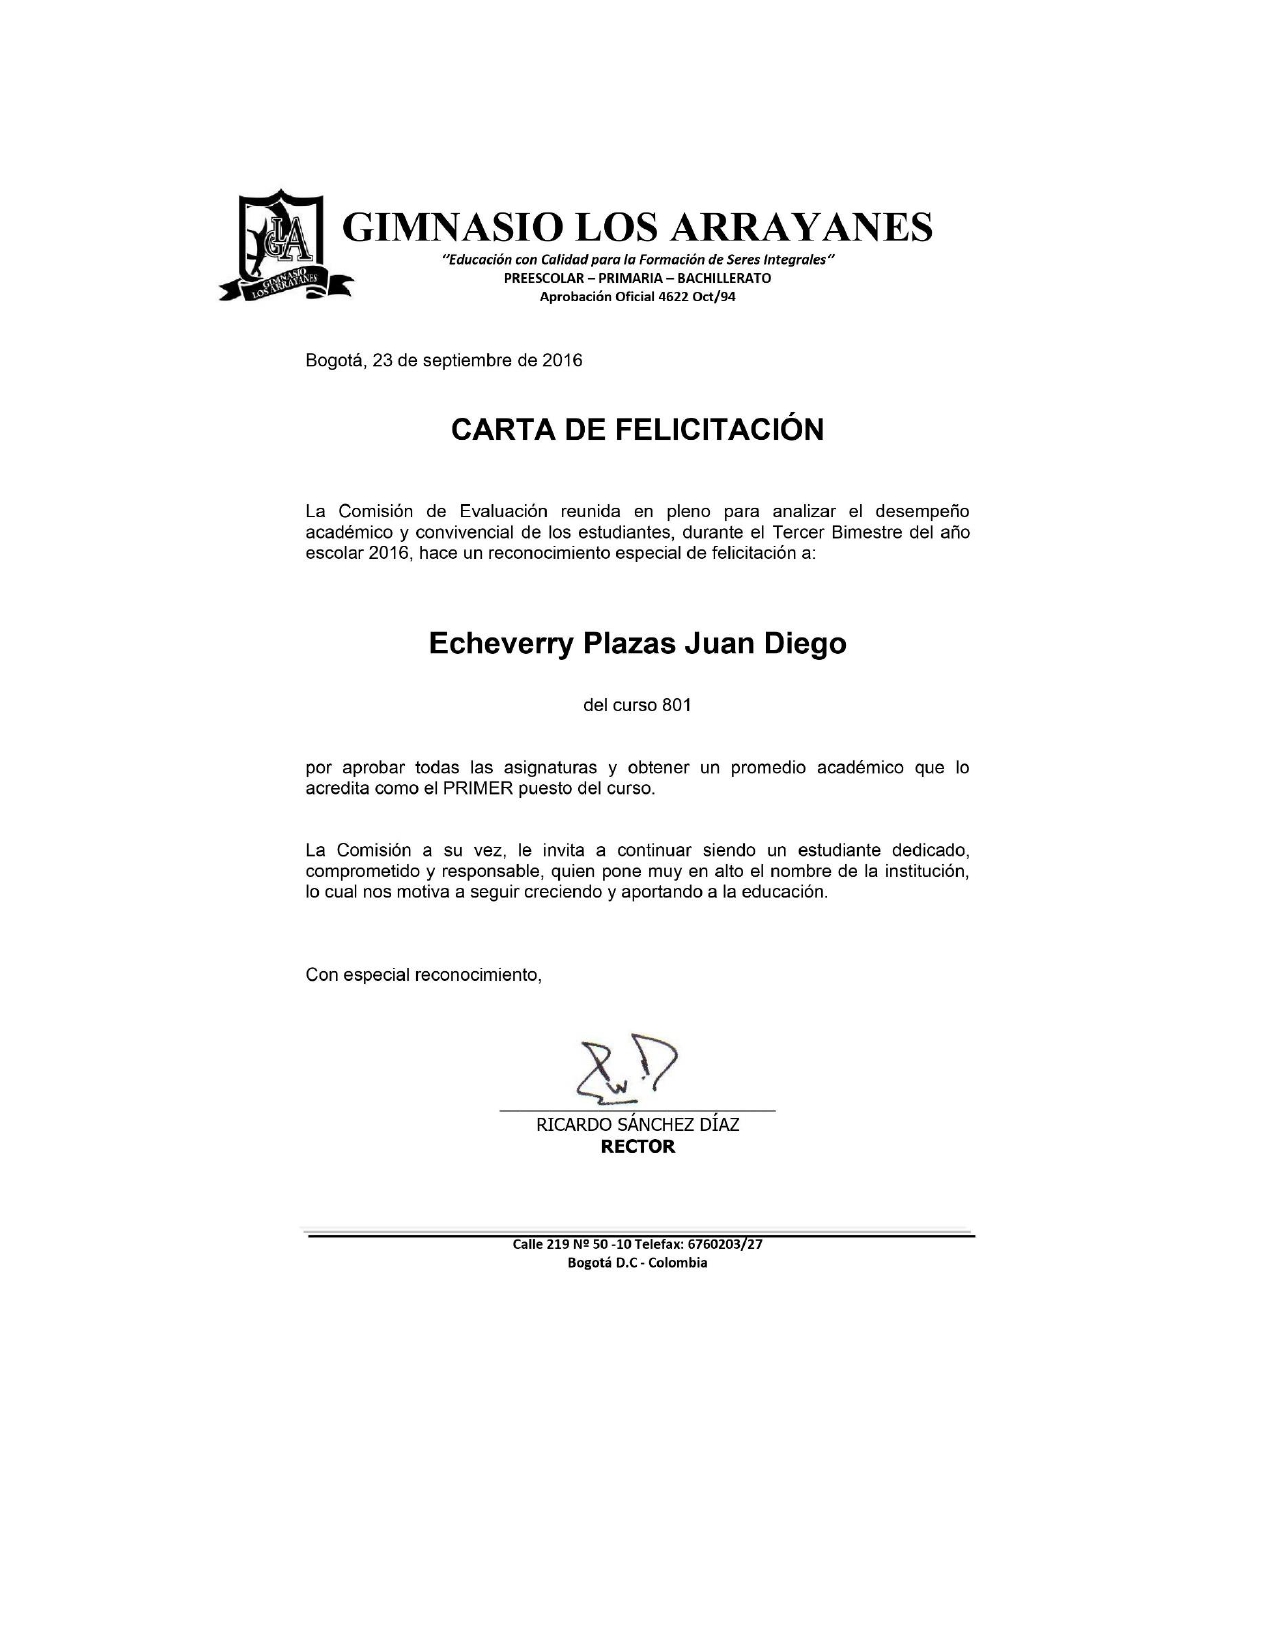 GLA
GIMNASIO
LOS ARRAYANES
GIMNASIO LOS ARRAYANES
“Educación con Calidad para la Formación de Seres Integrales”
PREESCOLAR – PRIMARIA – BACHILLERATO
Aprobación Oficial 4622 Oct/94
Bogotá, 23 de septiembre de 2016
CARTA DE FELICITACIÓN
La Comisión de Evaluación reunida en pleno para analizar el desempeño
académico y convivencial de los estudiantes, durante el Tercer Bimestre del año
escolar 2016, hace un reconocimiento especial de felicitación a:
Echeverry Plazas Juan Diego
del curso 801
por aprobar todas las asignaturas y obtener un promedio académico que lo
acredita como el PRIMER puesto del curso.
La Comisión a su vez, le invita a continuar siendo un estudiante dedicado,
comprometido y responsable, quien pone muy en alto el nombre de la institución,
lo cual nos motiva a seguir creciendo y aportando a la educación.
Con especial reconocimiento,
RICARDO SÁNCHEZ DÍAZ
RECTOR
Calle 219 Nº 50 -10 Telefax: 6760203/27
Bogotá D.C - Colombia